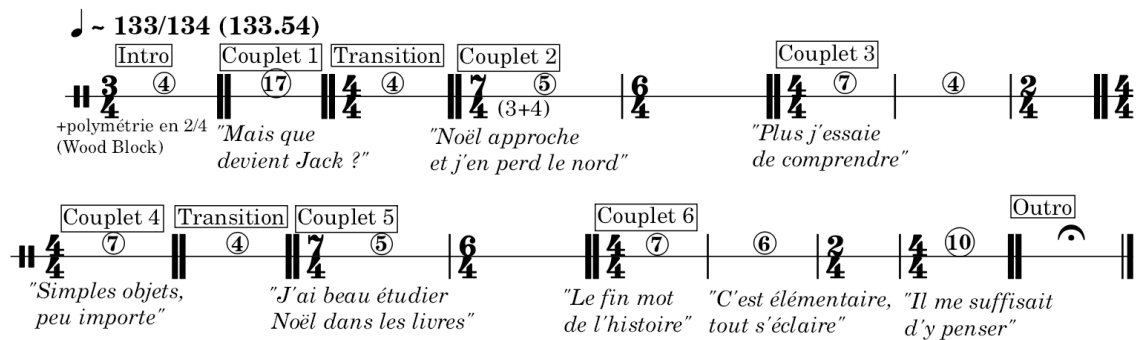 ♩ ~ 133/134 (133.54)
Intro Couplet 1 Transition Couplet 2 Couplet 3
3/4 4 17 4/4 4 7/4 5 6/4 4/4 7 4 2/4 4/4
(3+4)
+polymétrie en 2/4
(Wood Block)
"Mais que
devient Jack ?"
"Noël approche
et j'en perd le nord"
"Plus j'essaie
de comprendre"
Couplet 4 Transition Couplet 5 Couplet 6 Outro
4/4 7 4 7/4 5 6/4 4/4 7 6 2/4 4/4 10
"Simples objets,
peu importe"
"J'ai beau étudier
Noël dans les livres"
"Le fin mot
de l'histoire"
"C'est élémentaire,
tout s'éclaire"
"Il me suffisait
d'y penser"